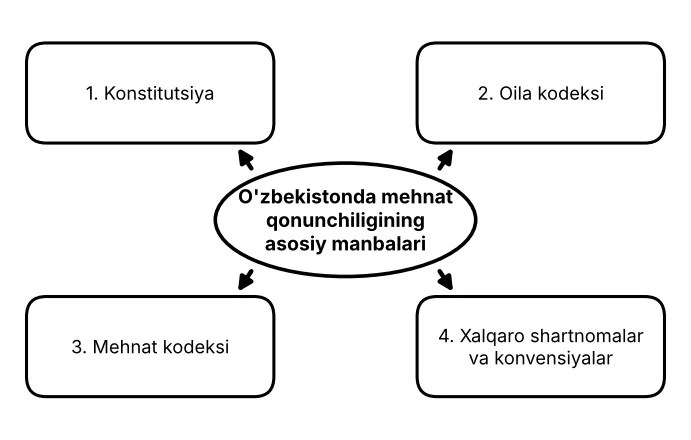 1. Konstitutsiya
2. Oila kodeksi
O'zbekistonda mehnat
qonunchiligining
asosiy manbalari
3. Mehnat kodeksi
4. Xalqaro shartnomalar
va konvensiyalar